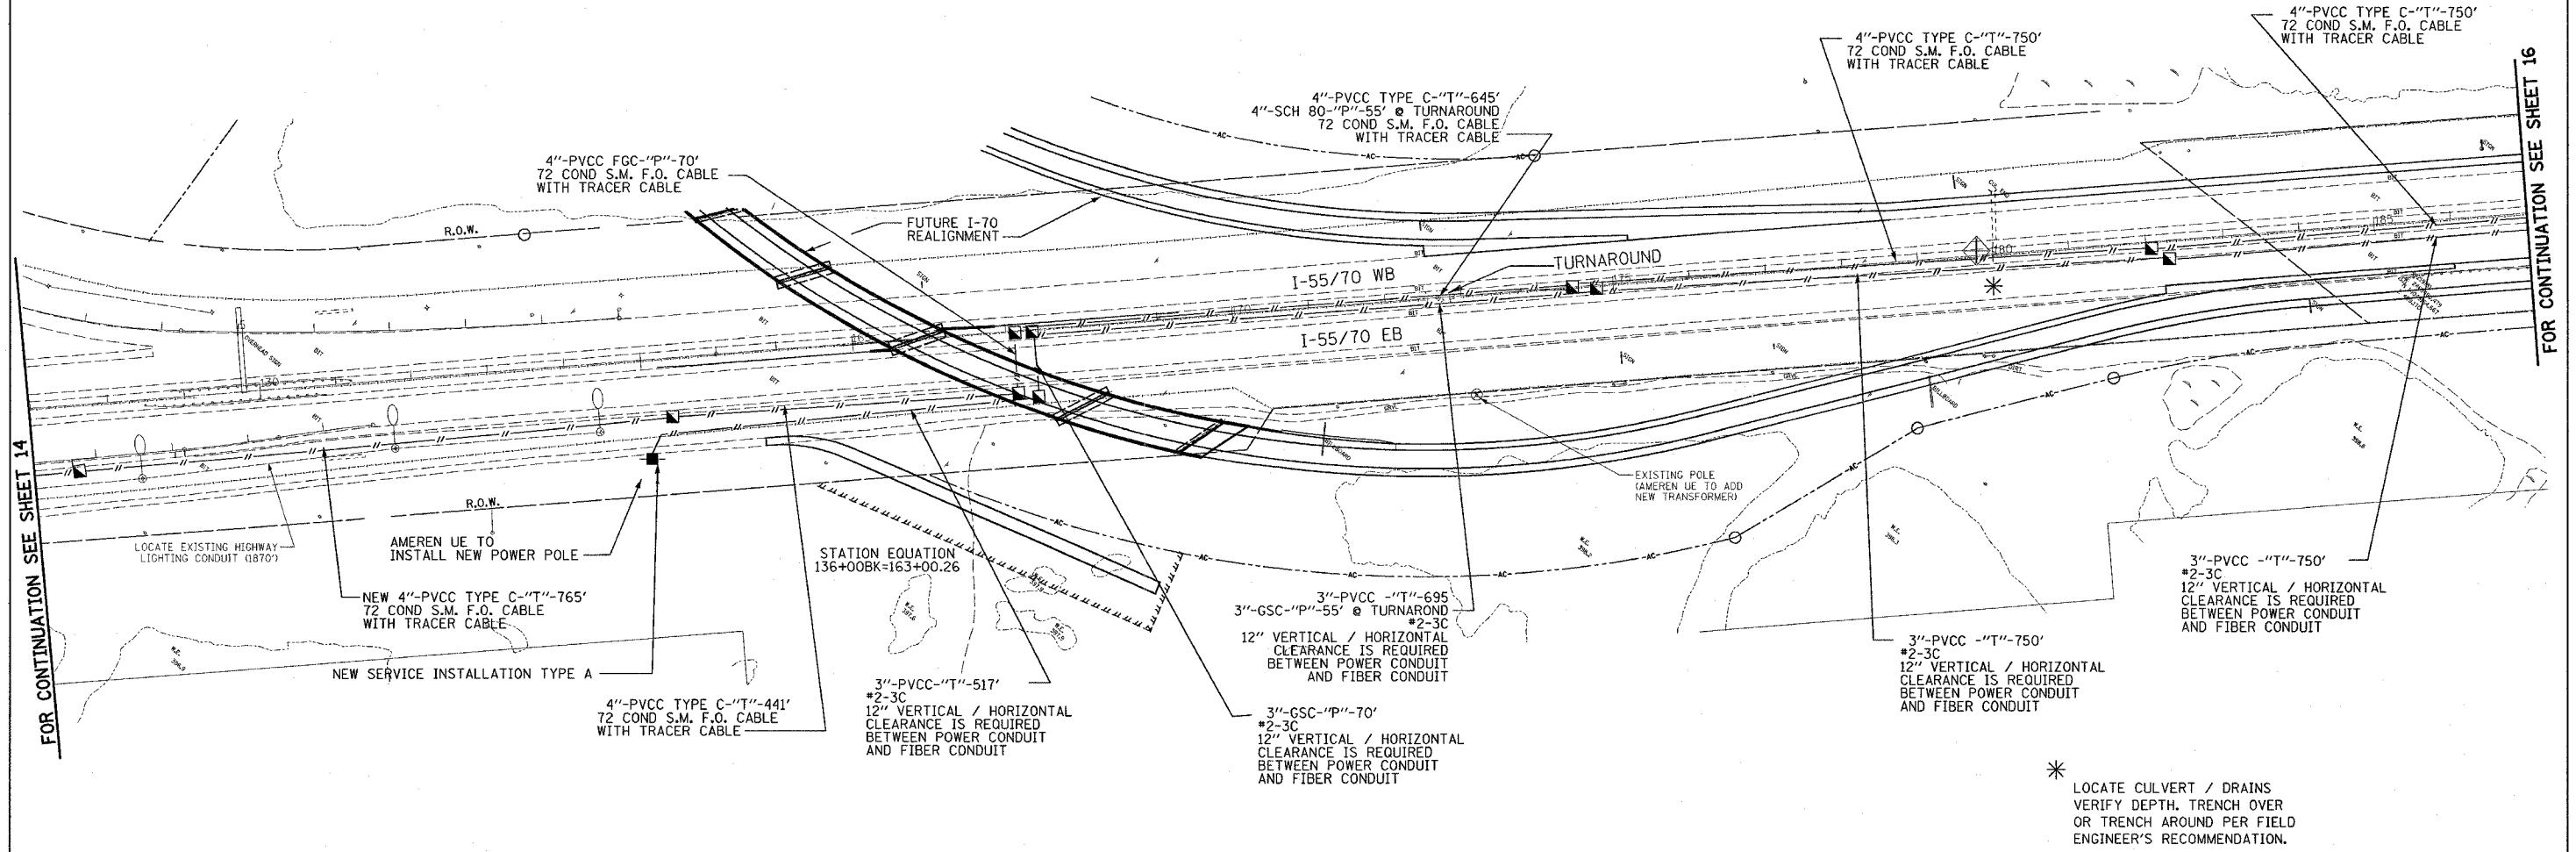 4"-PVCC TYPE C-"T"-750'
72 COND S.M. F.O. CABLE
WITH TRACER CABLE
4"-PVCC TYPE C-"T"-750'
72 COND S.M. F.O. CABLE
WITH TRACER CABLE
4"-PVCC TYPE C-"T"-645'
4"-SCH 80-"P"-55' @ TURNAROUND
72 COND S.M. F.O. CABLE
WITH TRACER CABLE
4"-PVCC FGC-"P"-70'
72 COND S.M. F.O. CABLE
WITH TRACER CABLE
FOR CONTINUATION SEE SHEET 16
R.O.W.
FUTURE I-70
REALIGNMENT
TURNAROUND
I-55/70 WB
I-55/70 EB
OVERHEAD SIGN
FOR CONTINUATION SEE SHEET 14
R.O.W.
LOCATE EXISTING HIGHWAY
LIGHTING CONDUIT (1870')
AMEREN UE TO
INSTALL NEW POWER POLE
STATION EQUATION
136+00BK=163+00.26
EXISTING POLE
(AMEREN UE TO ADD
NEW TRANSFORMER)
NEW 4"-PVCC TYPE C-"T"-765'
72 COND S.M. F.O. CABLE
WITH TRACER CABLE
NEW SERVICE INSTALLATION TYPE A
4"-PVCC TYPE C-"T"-441'
72 COND S.M. F.O. CABLE
WITH TRACER CABLE
3"-PVCC-"T"-517'
#2-3C
12" VERTICAL / HORIZONTAL
CLEARANCE IS REQUIRED
BETWEEN POWER CONDUIT
AND FIBER CONDUIT
3"-PVCC -"T"-695
3"-GSC-"P"-55' @ TURNAROND
#2-3C
12" VERTICAL / HORIZONTAL
CLEARANCE IS REQUIRED
BETWEEN POWER CONDUIT
AND FIBER CONDUIT
3"-GSC-"P"-70'
#2-3C
12" VERTICAL / HORIZONTAL
CLEARANCE IS REQUIRED
BETWEEN POWER CONDUIT
AND FIBER CONDUIT
3"-PVCC -"T"-750'
#2-3C
12" VERTICAL / HORIZONTAL
CLEARANCE IS REQUIRED
BETWEEN POWER CONDUIT
AND FIBER CONDUIT
3"-PVCC -"T"-750'
#2-3C
12" VERTICAL / HORIZONTAL
CLEARANCE IS REQUIRED
BETWEEN POWER CONDUIT
AND FIBER CONDUIT
LOCATE CULVERT / DRAINS
VERIFY DEPTH. TRENCH OVER
OR TRENCH AROUND PER FIELD
ENGINEER'S RECOMMENDATION.